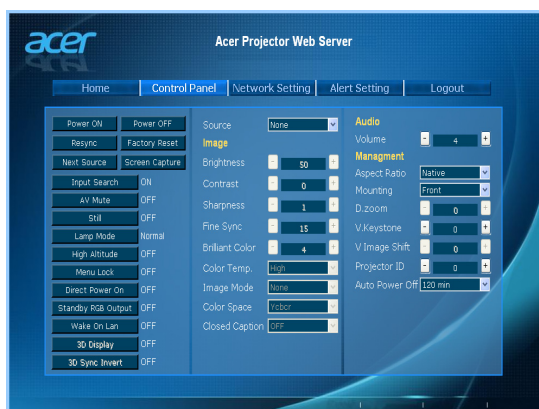 acer
Acer Projector Web Server
Home Control Panel Network Setting Alert Setting Logout
Power ON Power OFF
Resync Factory Reset
Next Source Screen Capture
Input Search ON
AV Mute OFF
Still OFF
Lamp Mode Normal
High Altitude OFF
Menu Lock OFF
Direct Power On OFF
Standby RGB Output OFF
Wake On Lan OFF
3D Display OFF
3D Sync Invert OFF
Source None
Image
Brightness - 50 +
Contrast - 0 +
Sharpness - 1 +
Fine Sync - 15 +
Brilliant Color - 4 +
Color Temp. High
Image Mode None
Color Space Ycbcr
Closed Caption OFF
Audio
Volume - 4 +
Managment
Aspect Ratio Native
Mounting Front
D.zoom - 0 +
V.Keystone - 0 +
V Image Shift - 0 +
Projector ID - 0 +
Auto Power Off 120 min